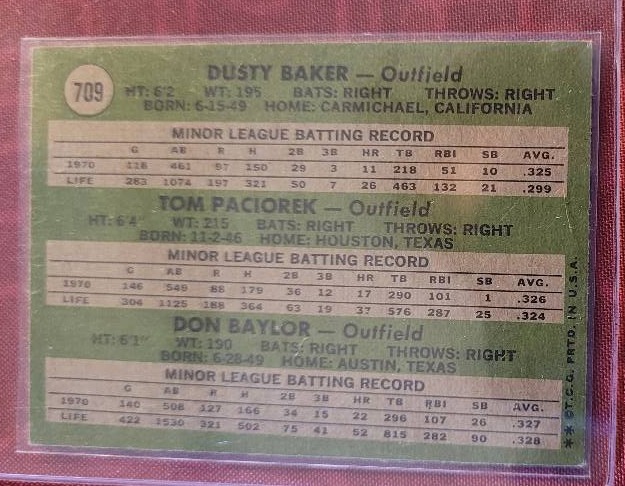 709
DUSTY BAKER — Outfield
HT: 6'2 WT: 195 BATS: RIGHT THROWS: RIGHT
BORN: 6-15-49 HOME: CARMICHAEL, CALIFORNIA
MINOR LEAGUE BATTING RECORD
G AB R H 2B 3B HR TB RBI SB AVG.
1970 118 461 97 150 29 3 11 218 51 10 .325
LIFE 283 1074 197 321 50 7 26 463 132 21 .299
TOM PACIOREK — Outfield
HT: 6'4" WT: 215 BATS: RIGHT THROWS: RIGHT
BORN: 11-2-46 HOME: HOUSTON, TEXAS
MINOR LEAGUE BATTING RECORD
G AB R H 2B 3B HR TB RBI SB AVG.
1970 146 549 88 179 36 12 17 290 101 1 .326
LIFE 304 1125 188 364 63 19 37 576 287 25 .324
DON BAYLOR — Outfield
HT: 6'1" WT: 190 BATS: RIGHT THROWS: RIGHT
BORN: 6-28-49 HOME: AUSTIN, TEXAS
MINOR LEAGUE BATTING RECORD
G AB R H 2B 3B HR TB RBI SB AVG.
1970 140 508 127 166 34 15 22 296 107 26 .327
LIFE 422 1530 321 502 75 41 52 815 282 90 .328
** ©T.C.G. PRTD. IN U.S.A.